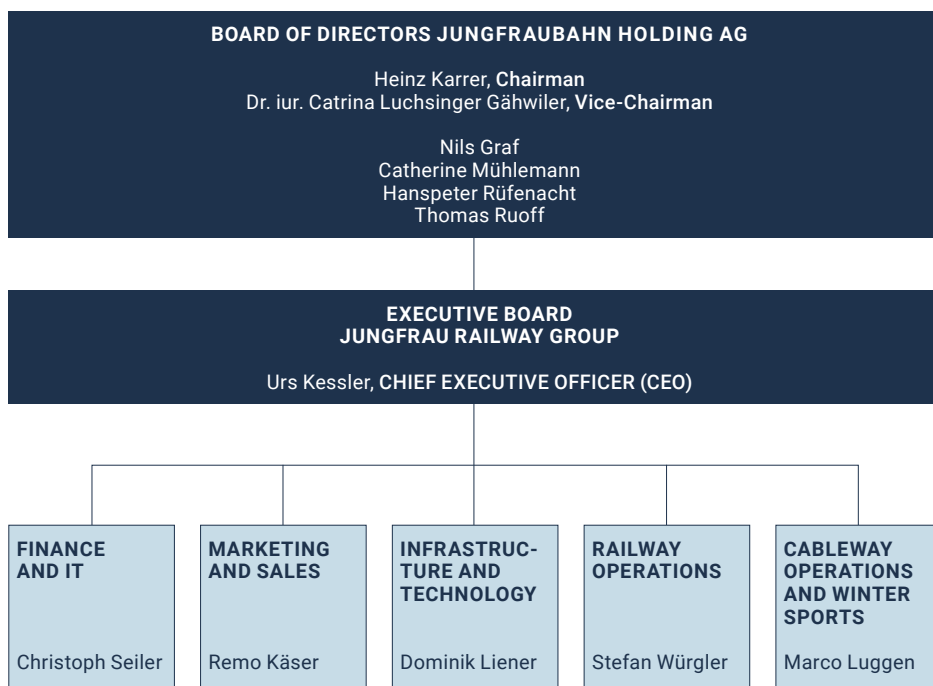 BOARD OF DIRECTORS JUNGFRAUBAHN HOLDING AG
Heinz Karrer, Chairman
Dr. iur. Catrina Luchsinger Gähwiler, Vice-Chairman
Nils Graf
Catherine Mühlemann
Hanspeter Rüfenacht
Thomas Ruoff
EXECUTIVE BOARD
JUNGFRAU RAILWAY GROUP
Urs Kessler, CHIEF EXECUTIVE OFFICER (CEO)
FINANCE
AND IT
Christoph Seiler
MARKETING
AND SALES
Remo Käser
INFRASTRUC-
TURE AND
TECHNOLOGY
Dominik Liener
RAILWAY
OPERATIONS
Stefan Würgler
CABLEWAY
OPERATIONS
AND WINTER
SPORTS
Marco Luggen